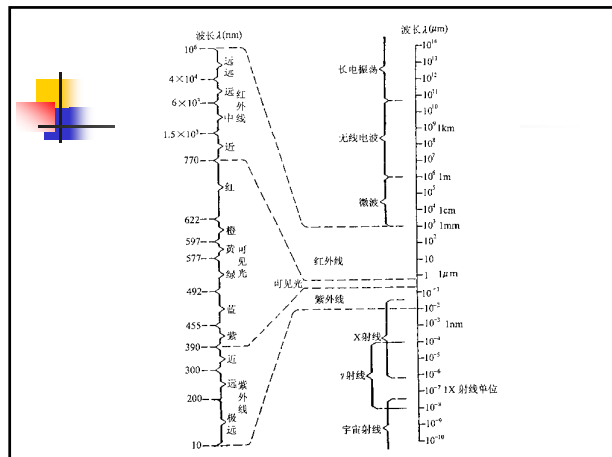 波长λ(nm)
10⁶
远
远
4×10⁴
远
红
外
线
6×10³
中
1.5×10³
近
770
红
622
橙
597
黄
可
见
光
577
绿
492
蓝
455
紫
390
近
300
远
紫
外
线
200
极
远
10
波长λ(μm)
10¹⁴
长电振荡
10¹³
10¹²
10¹¹
10¹⁰
10⁹ 1km
无线电波
10⁸
10⁷
10⁶ 1m
10⁵
微波
10⁴ 1cm
10³ 1mm
10²
红外线
10
1 1μm
可见光
10⁻¹
紫外线
10⁻²
10⁻³ 1nm
X射线
10⁻⁴
10⁻⁵
γ射线
10⁻⁶
10⁻⁷ 1X射线单位
10⁻⁸
宇宙射线
10⁻⁹
10⁻¹⁰